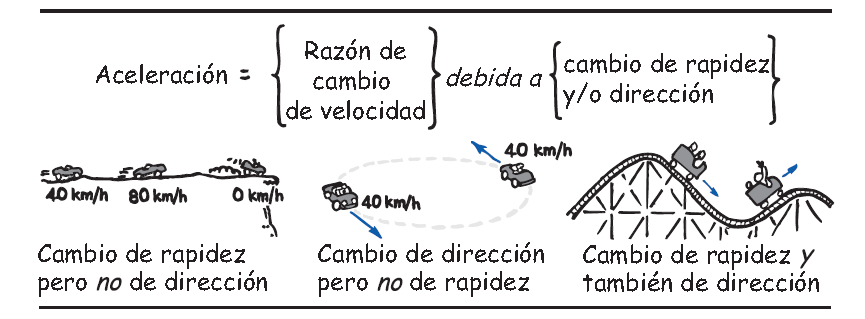 Aceleración = { Razón de cambio de velocidad } debida a { cambio de rapidez y/o dirección }
40 km/h 80 km/h 0 km/h
40 km/h
40 km/h
Cambio de rapidez
pero no de dirección
Cambio de dirección
pero no de rapidez
Cambio de rapidez y
también de dirección